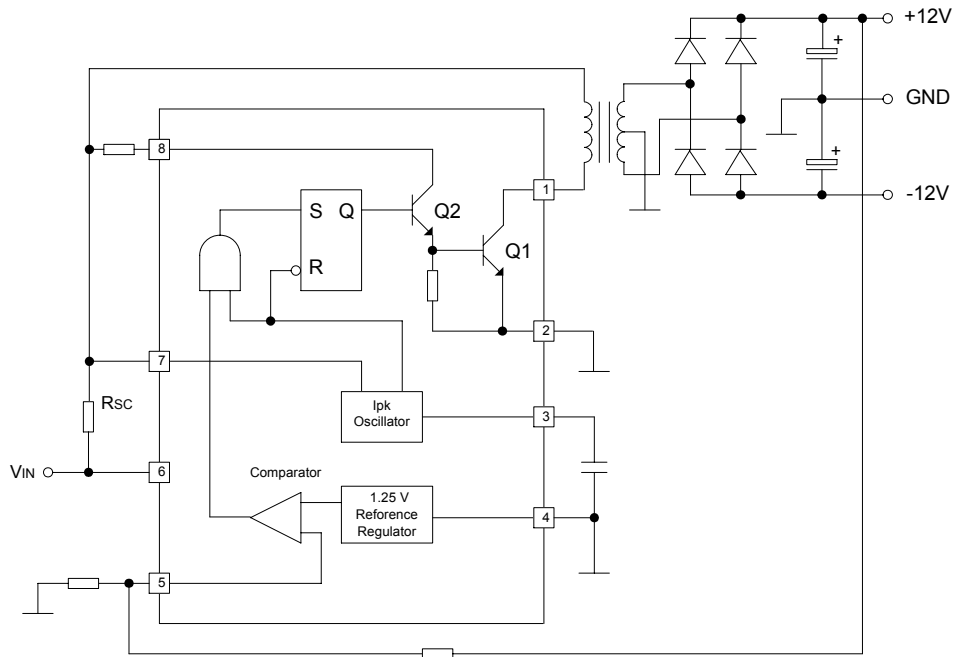 +12V
+
GND
8
1
+
-12V
S Q
Q2
R
Q1
2
7
RSC
Ipk
Oscillator
3
VIN
6
Comparator
1.25 V
Reforence
Regulator
4
5